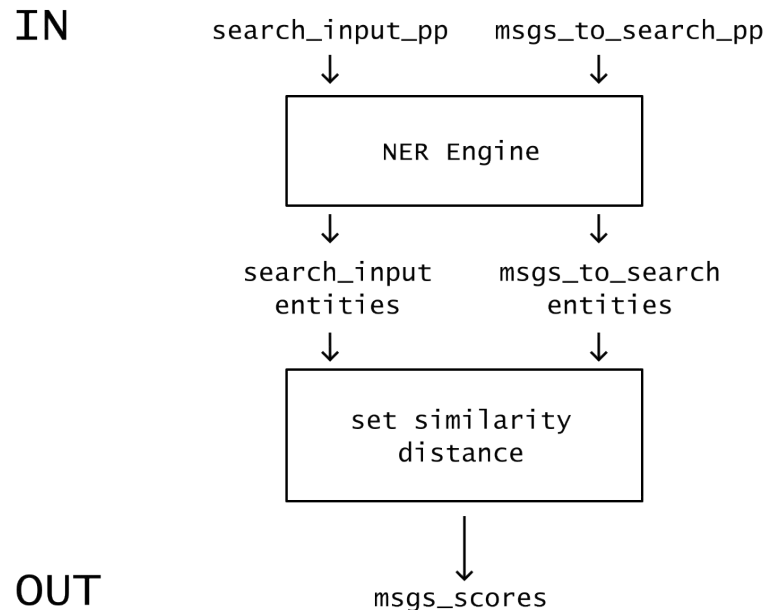 IN
search_input_pp msgs_to_search_pp
NER Engine
search_input msgs_to_search
entities entities
set similarity
distance
OUT
msgs_scores